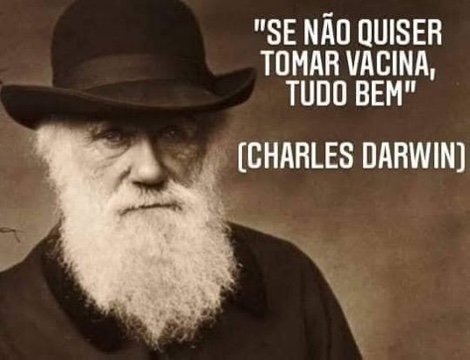 "SE NÃO QUISER
TOMAR VACINA,
TUDO BEM"
(CHARLES DARWIN)